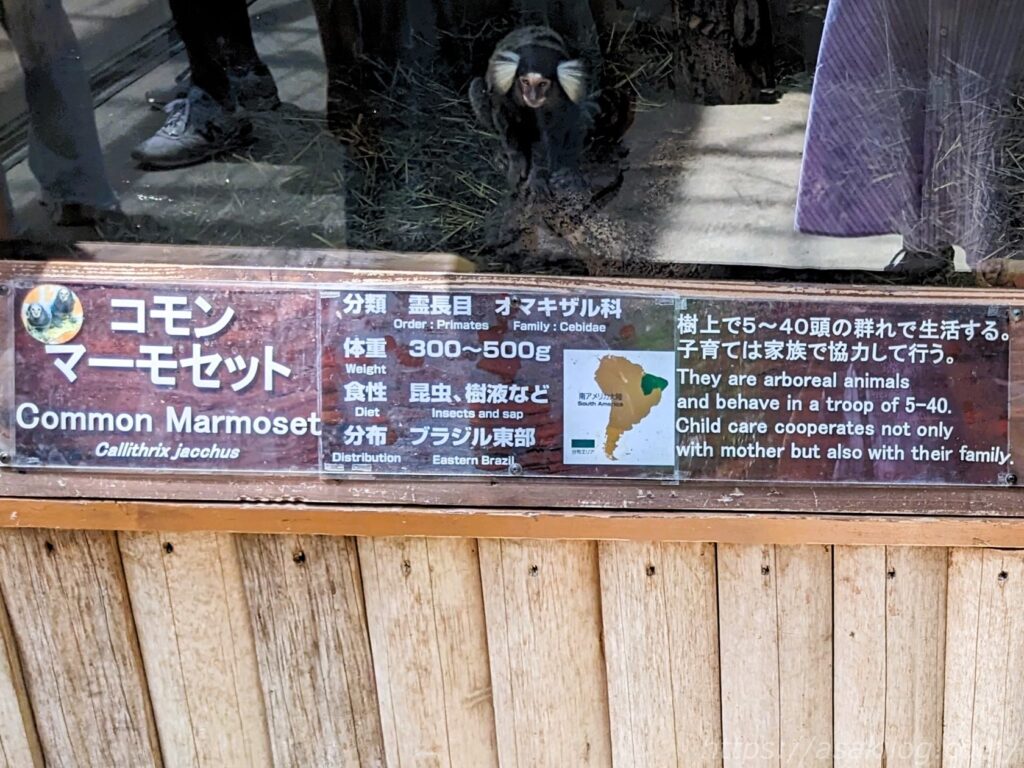 コモン
マーモセット
Common Marmoset
Callithrix jacchus
分類 霊長目 オマキザル科
Order : Primates Family : Cebidae
体重 300〜500g
Weight
食性 昆虫、樹液など
Diet Insects and sap
分布 ブラジル東部
Distribution Eastern Brazil
南アメリカ大陸
South America
分布エリア
樹上で5〜40頭の群れで生活する。
子育ては家族で協力して行う。
They are arboreal animals
and behave in a troop of 5-40.
Child care cooperates not only
with mother but also with their family.